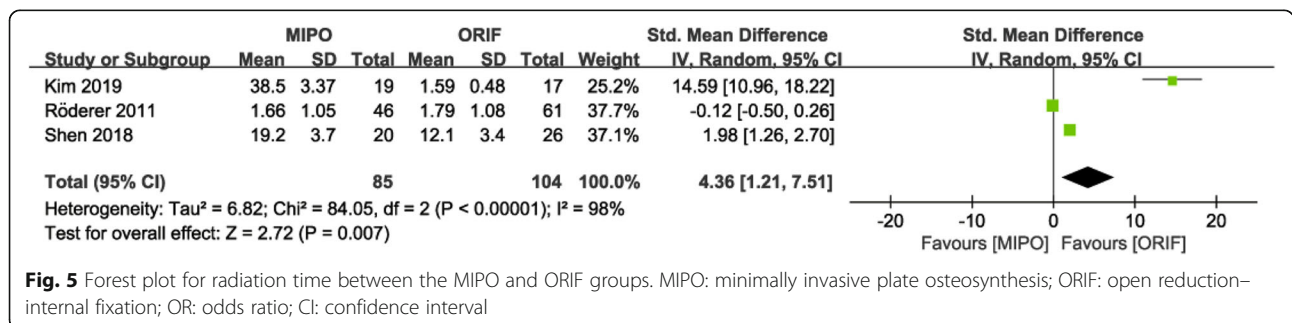 MIPO ORIF Std. Mean Difference Std. Mean Difference
Study or Subgroup Mean SD Total Mean SD Total Weight IV, Random, 95% CI IV, Random, 95% CI
Kim 2019 38.5 3.37 19 1.59 0.48 17 25.2% 14.59 [10.96, 18.22]
Röderer 2011 1.66 1.05 46 1.79 1.08 61 37.7% -0.12 [-0.50, 0.26]
Shen 2018 19.2 3.7 20 12.1 3.4 26 37.1% 1.98 [1.26, 2.70]
Total (95% CI) 85 104 100.0% 4.36 [1.21, 7.51]
Heterogeneity: Tau² = 6.82; Chi² = 84.05, df = 2 (P < 0.00001); I² = 98%
Test for overall effect: Z = 2.72 (P = 0.007)
-20 -10 0 10 20
Favours [MIPO] Favours [ORIF]
Fig. 5 Forest plot for radiation time between the MIPO and ORIF groups. MIPO: minimally invasive plate osteosynthesis; ORIF: open reduction–
internal fixation; OR: odds ratio; CI: confidence interval